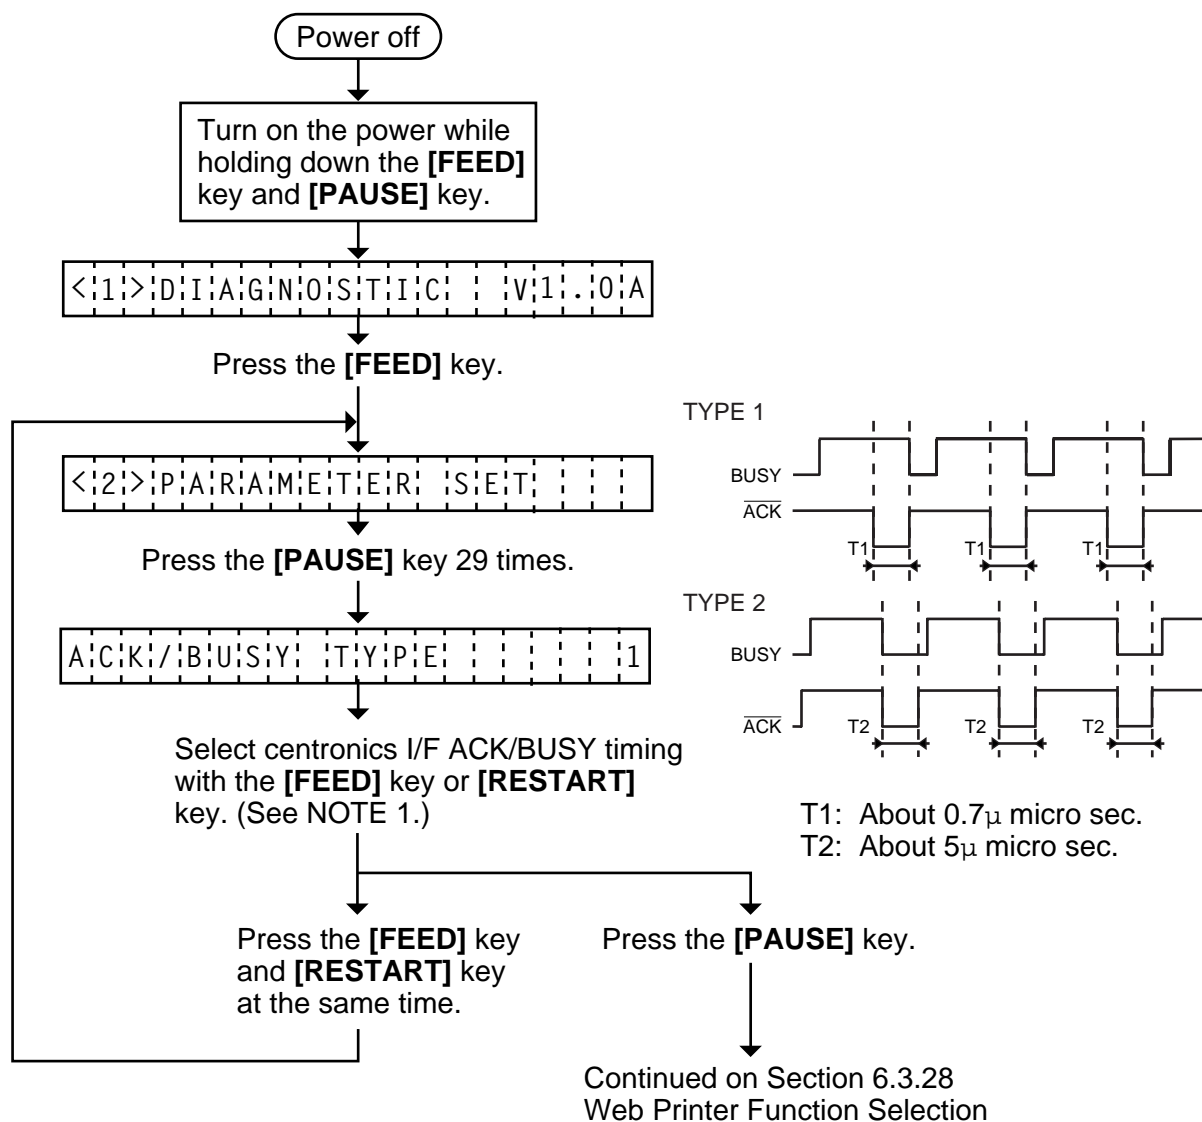 Power off
Turn on the power while
holding down the [FEED]
key and [PAUSE] key.
<1>DIAGNOSTIC  V1.0A
Press the [FEED] key.
<2>PARAMETER SET
Press the [PAUSE] key 29 times.
ACK/BUSY TYPE      1
Select centronics I/F ACK/BUSY timing
with the [FEED] key or [RESTART]
key. (See NOTE 1.)
Press the [FEED] key
and [RESTART] key
at the same time.
Press the [PAUSE] key.
Continued on Section 6.3.28
Web Printer Function Selection
TYPE 1
BUSY
ACK
T1 T1 T1
TYPE 2
BUSY
ACK
T2 T2 T2
T1: About 0.7μ micro sec.
T2: About 5μ micro sec.